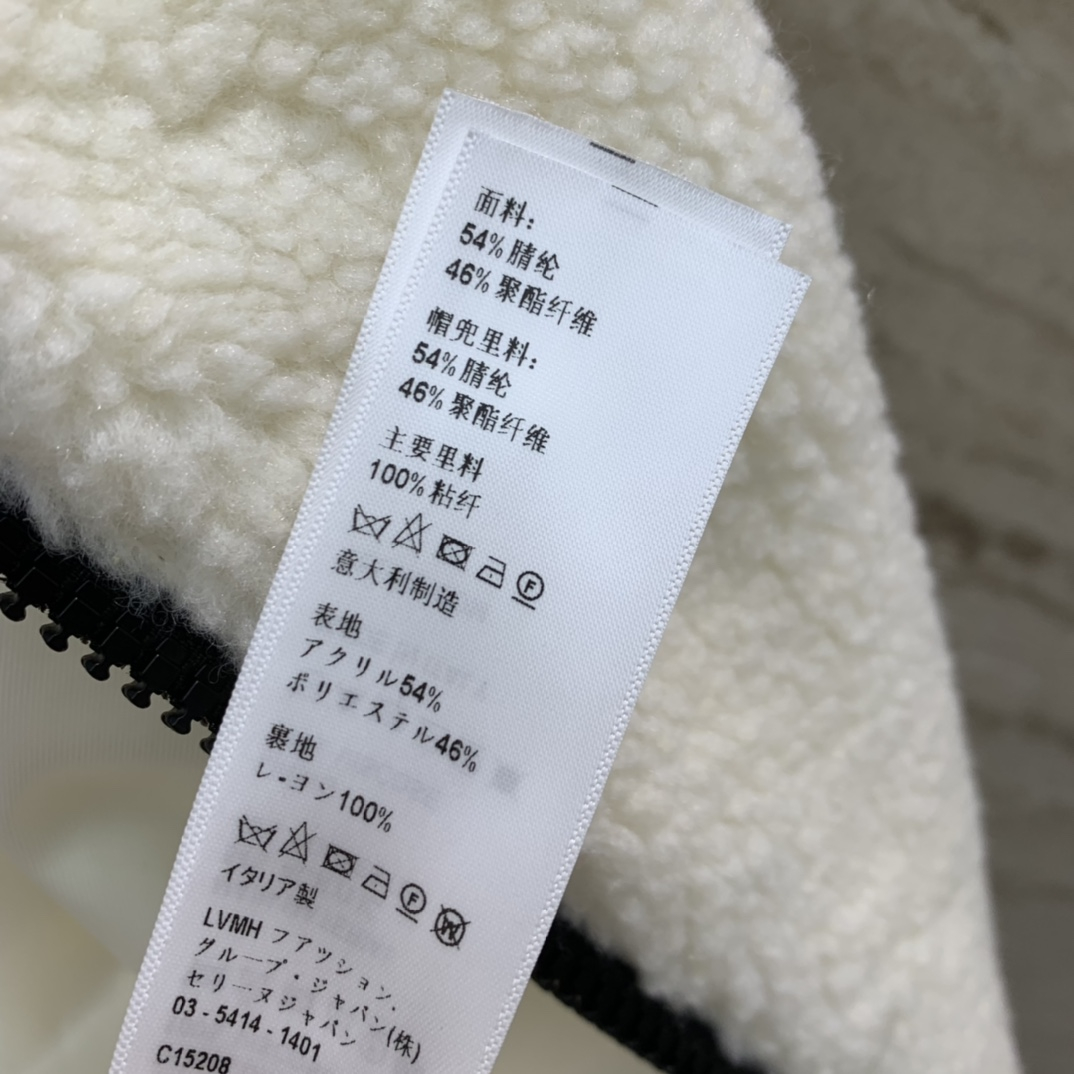 面料:
54% 腈纶
46% 聚酯纤维
帽兜里料:
54% 腈纶
46% 聚酯纤维
主要里料
100% 粘纤
F
意大利制造
表地
アクリル54%
ポリエステル46%
裏地
レ-ヨン100%
F W
イタリア製
LVMH ファッション.
グループ・ジャパン(株)
セリーヌジャパン
03 - 5414 - 1401
C15208